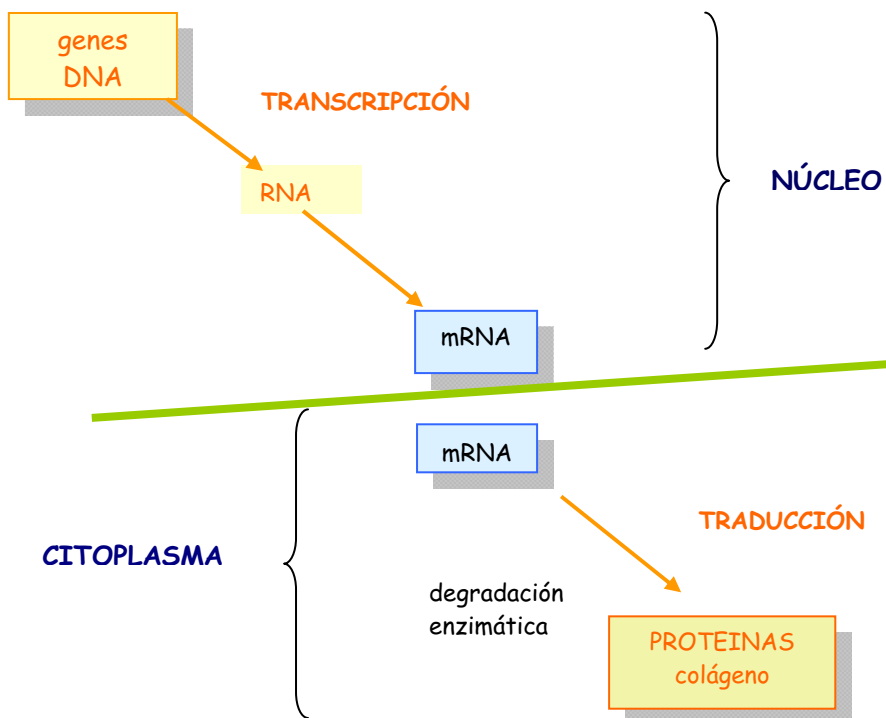 genes
DNA
TRANSCRIPCIÓN
RNA
NÚCLEO
mRNA
mRNA
TRADUCCIÓN
CITOPLASMA
degradación
enzimática
PROTEINAS
colágeno